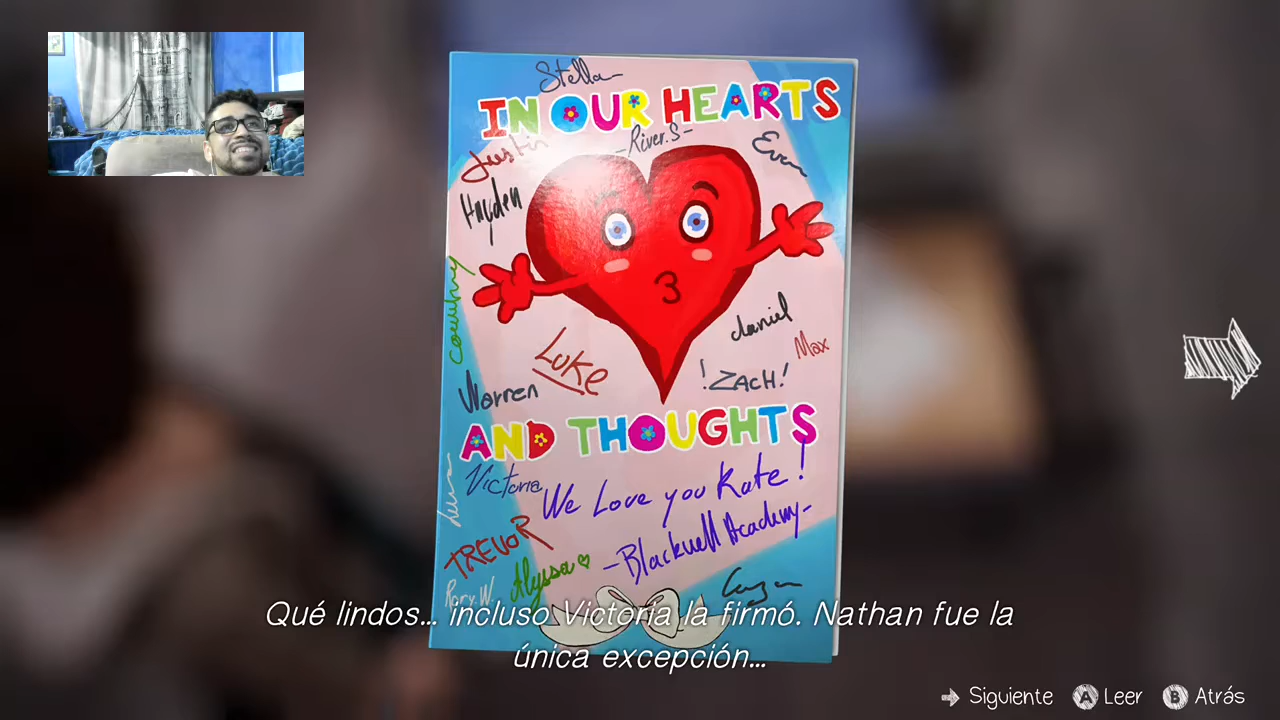 Stella
IN OUR HEARTS
Justin
-River.S-
Evan
Hayden
Courtney
daniel
Max
Luke
!ZACH!
Warren
AND THOUGHTS
Victoria
We Love you Kate!
TREVOR
-Blackwell Academy-
Alyssa
Rory.W
Qué lindos... incluso Victoria la firmó. Nathan fue la
única excepción...
Siguiente A Leer B Atrás